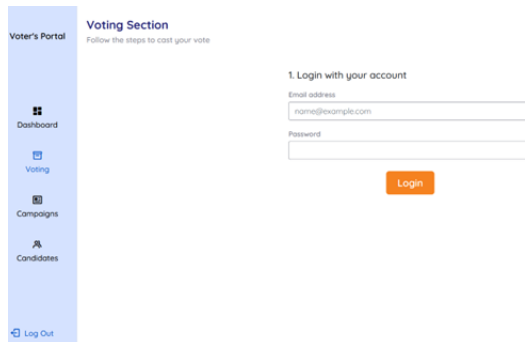 Voter's Portal
Dashboard
Voting
Campaigns
Candidates
Log Out
Voting Section
Follow the steps to cast your vote
1. Login with your account
Email address
name@example.com
Password
Login